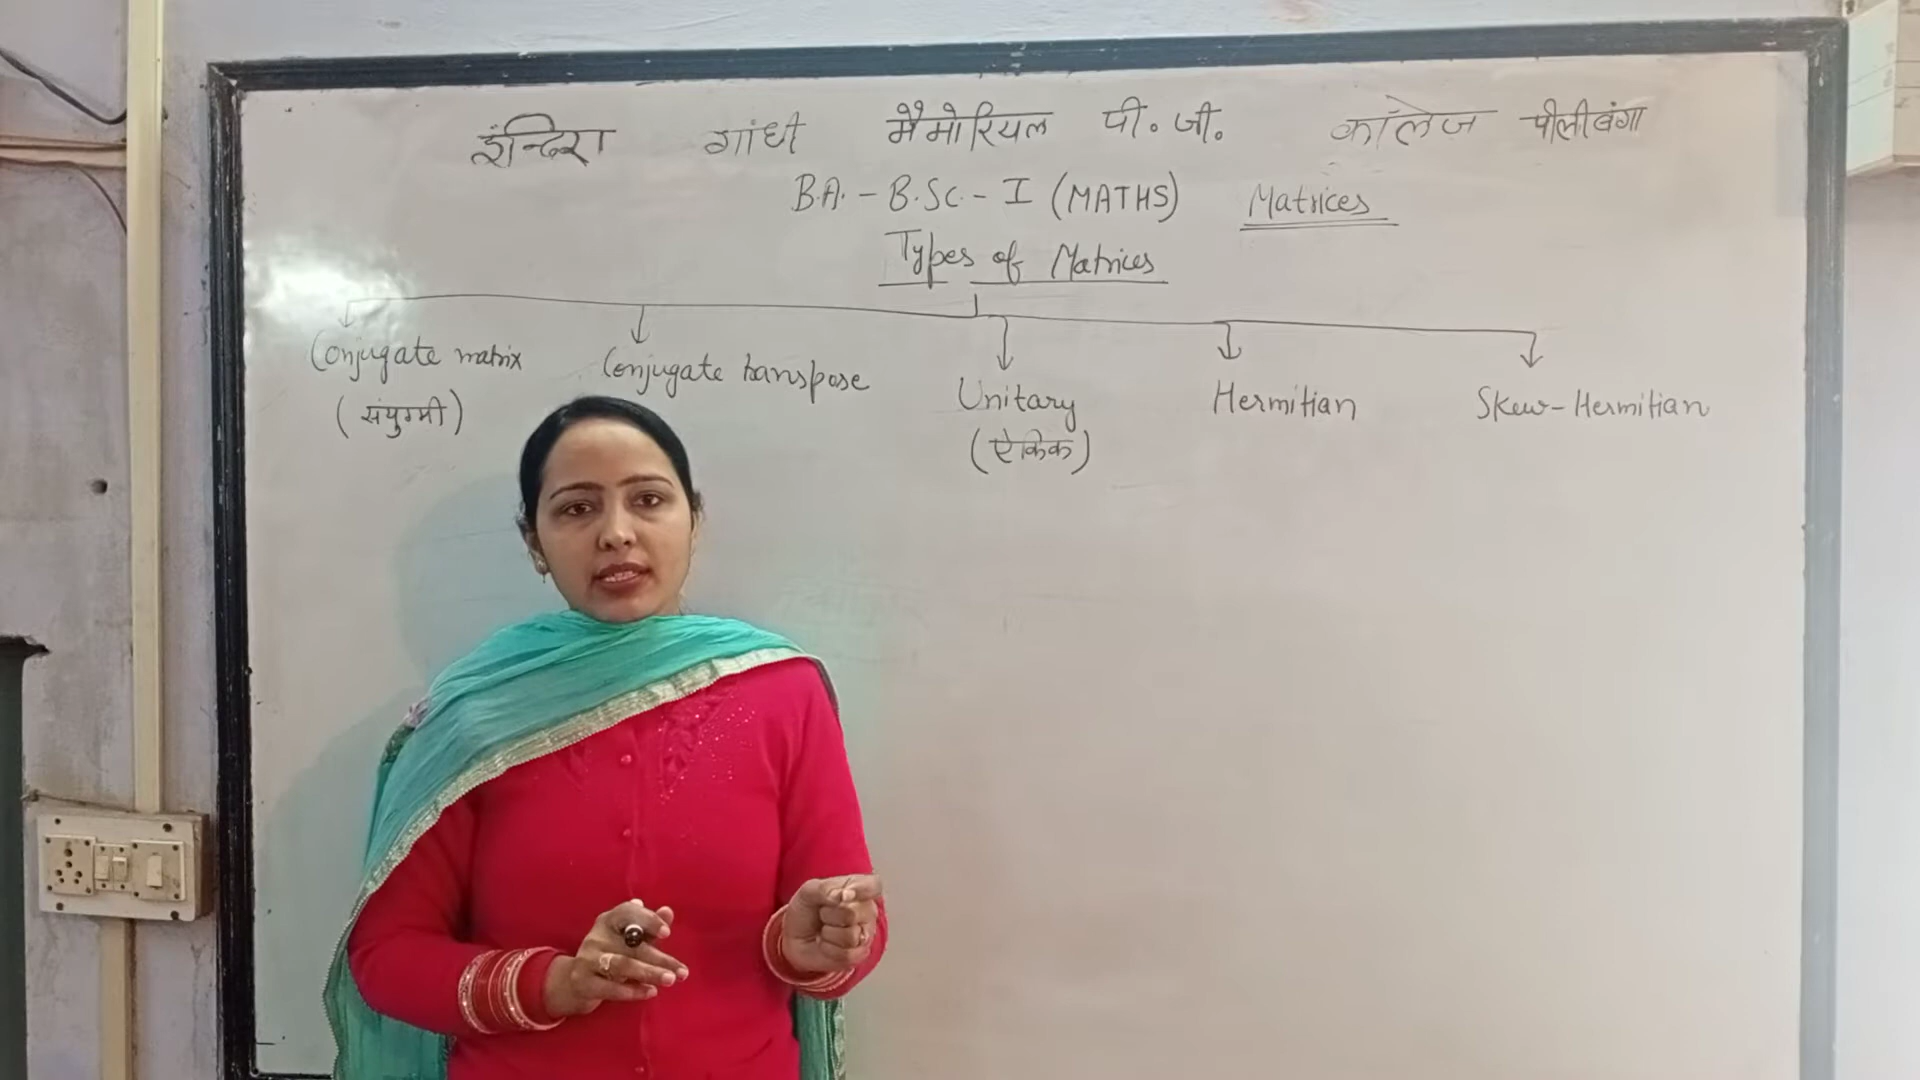 इन्दिरा गांधी मैमोरियल पी. जी. कॉलेज पीलीबंगा
B.A. - B.Sc. - I (MATHS) Matrices
Types of Matrices
Conjugate matrix Conjugate transpose Unitary Hermitian Skew-Hermitian
(संयुग्मी) (ऐकिक)